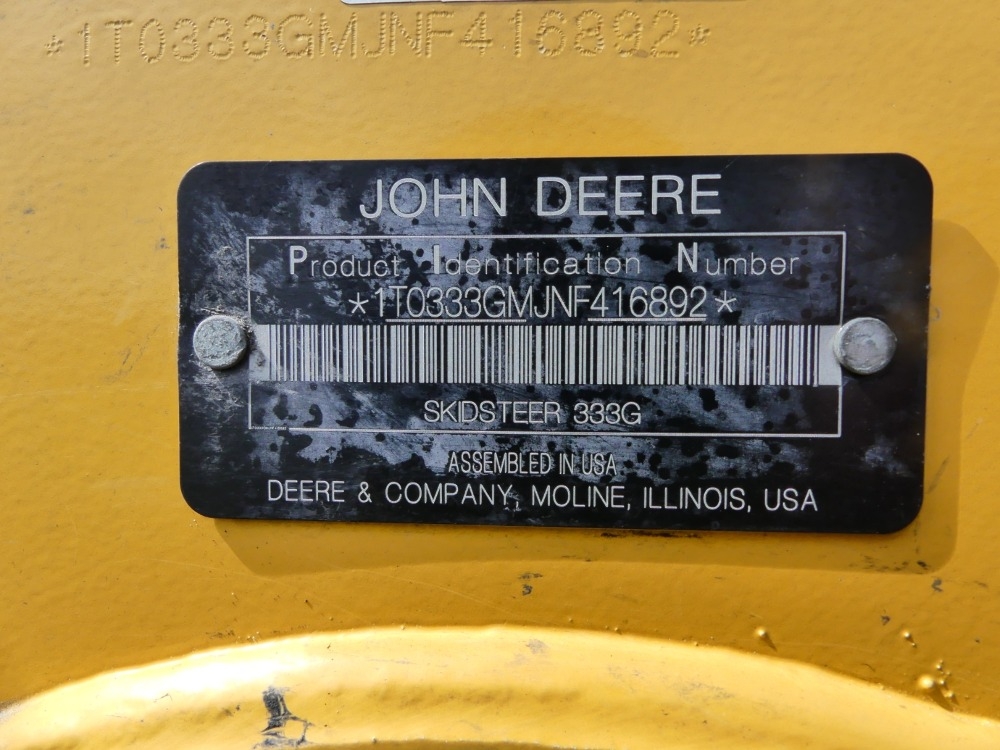 *1T0333GMJNF416892*
JOHN DEERE
Product Identification Number
*1T0333GMJNF416892*
SKIDSTEER 333G
ASSEMBLED IN USA
DEERE & COMPANY, MOLINE, ILLINOIS, USA